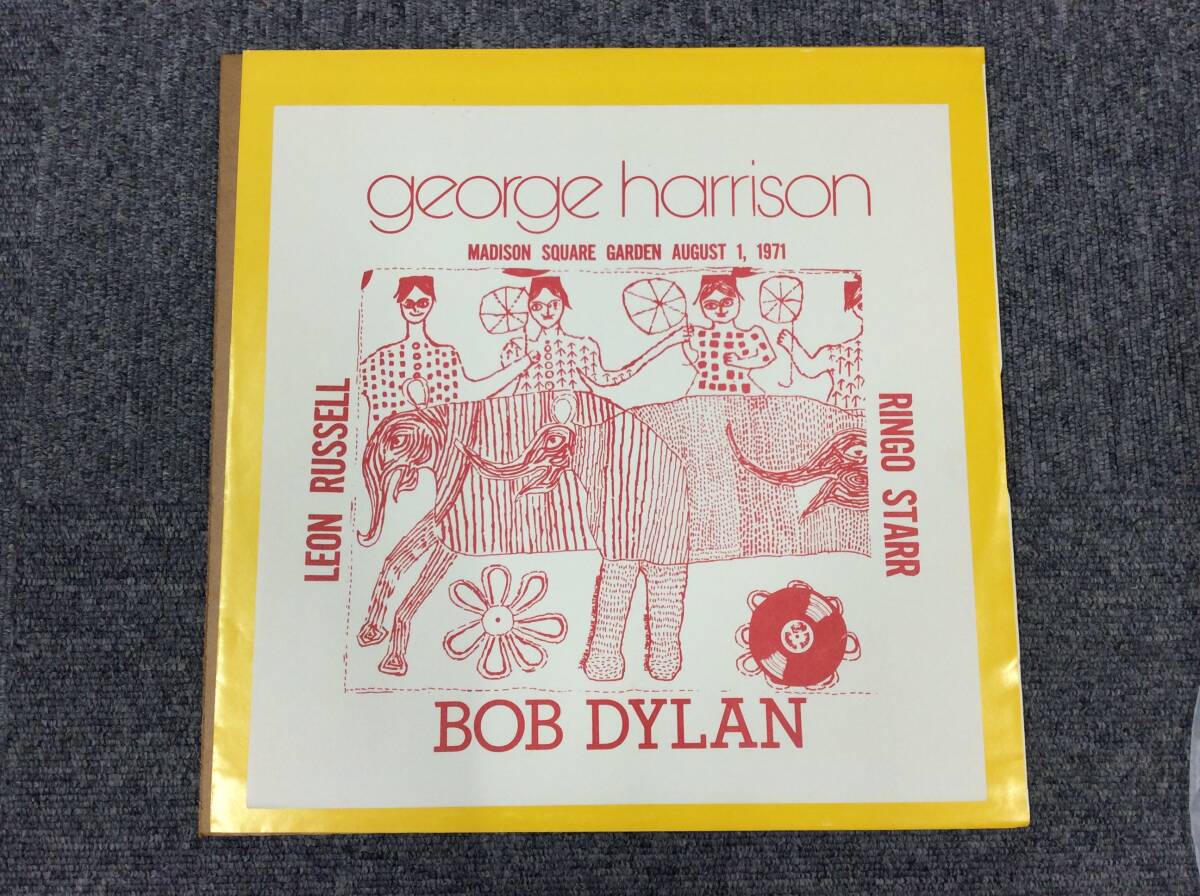 george harrison
MADISON SQUARE GARDEN AUGUST 1, 1971
LEON RUSSELL
RINGO STARR
BOB DYLAN